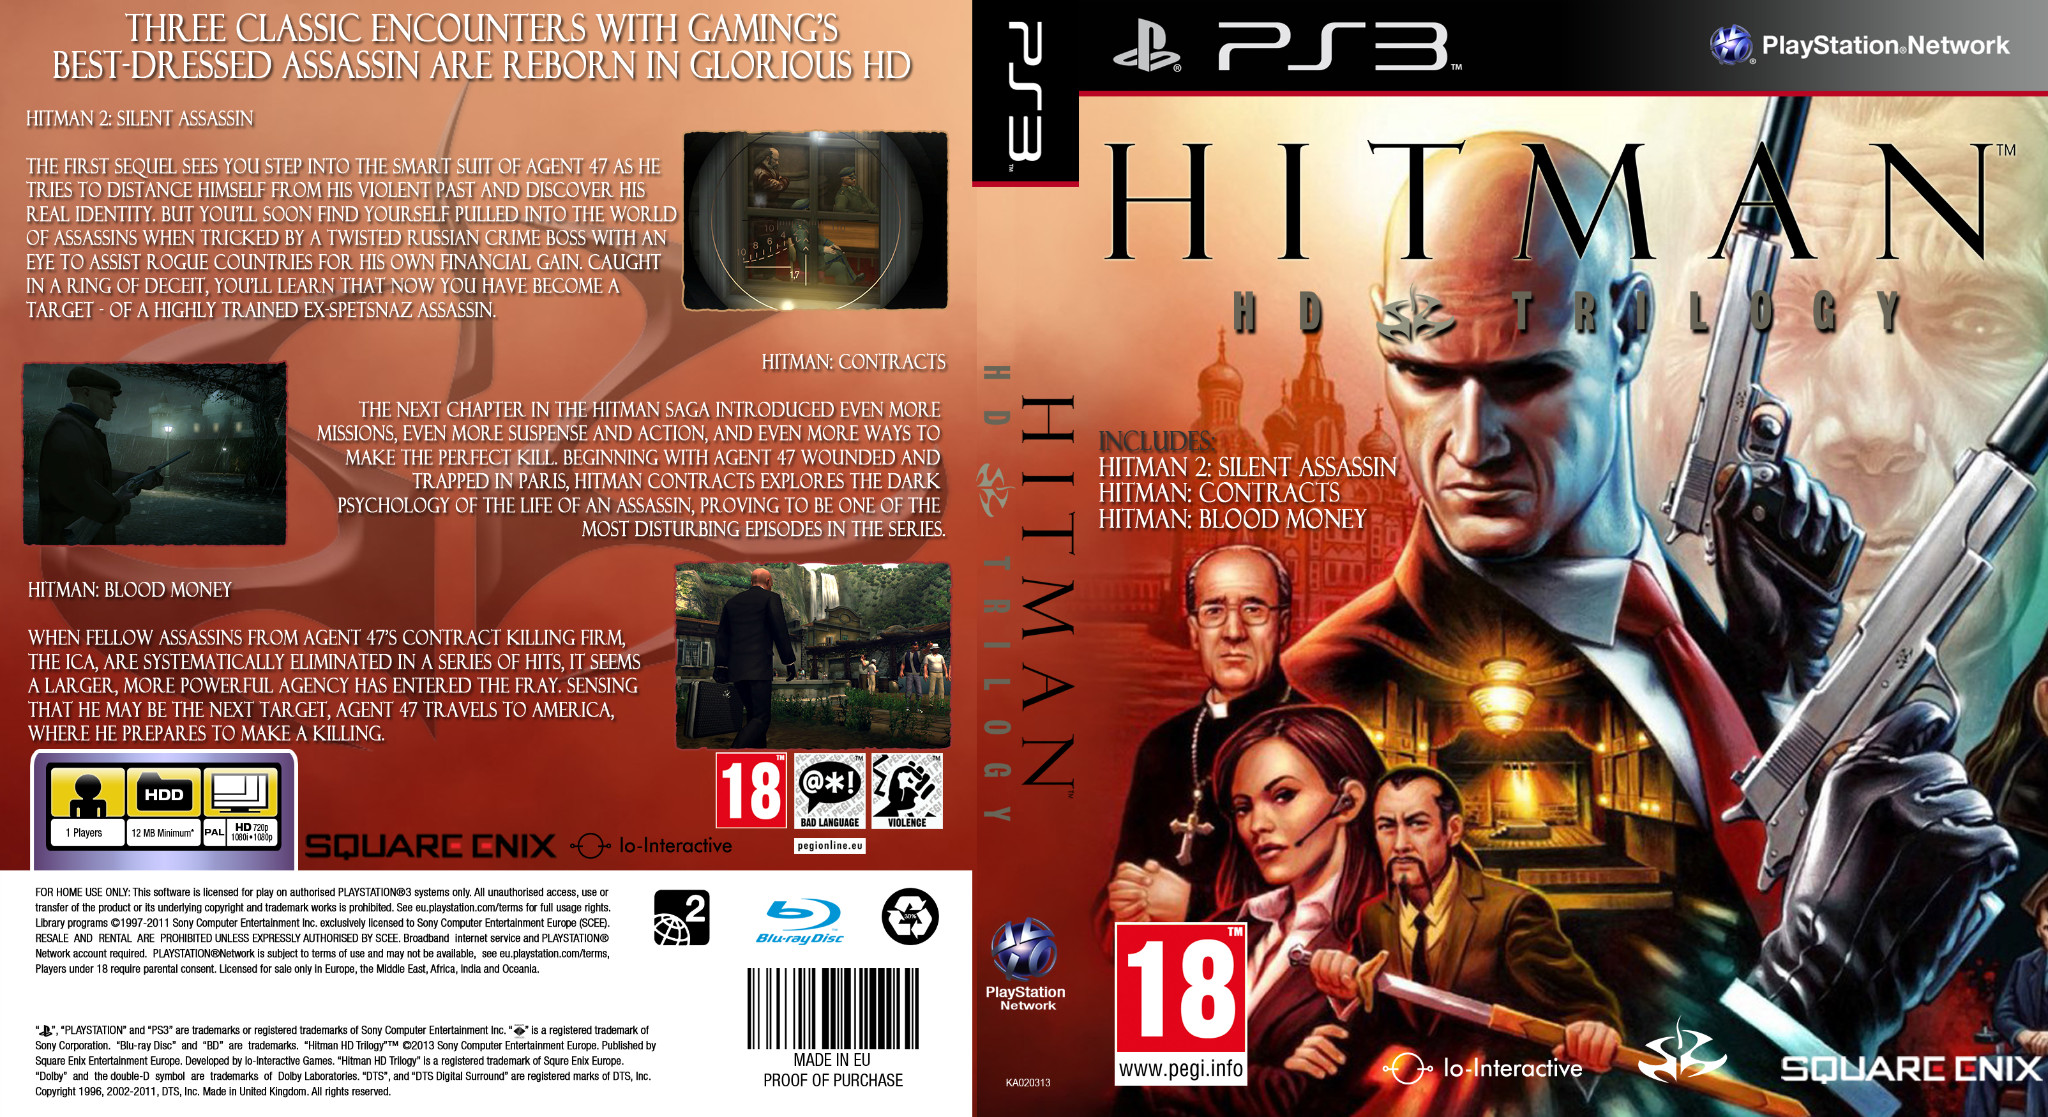 THREE CLASSIC ENCOUNTERS WITH GAMING'S
BEST-DRESSED ASSASSIN ARE REBORN IN GLORIOUS HD
HITMAN 2: SILENT ASSASSIN
THE FIRST SEQUEL SEES YOU STEP INTO THE SMART SUIT OF AGENT 47 AS HE
TRIES TO DISTANCE HIMSELF FROM HIS VIOLENT PAST AND DISCOVER HIS
REAL IDENTITY. BUT YOU'LL SOON FIND YOURSELF PULLED INTO THE WORLD
OF ASSASSINS WHEN TRICKED BY A TWISTED RUSSIAN CRIME BOSS WITH AN
EYE TO ASSIST ROGUE COUNTRIES FOR HIS OWN FINANCIAL GAIN. CAUGHT
IN A RING OF DECEIT, YOU'LL LEARN THAT NOW YOU HAVE BECOME A
TARGET - OF A HIGHLY TRAINED EX-SPETSNAZ ASSASSIN.
HITMAN: CONTRACTS
THE NEXT CHAPTER IN THE HITMAN SAGA INTRODUCED EVEN MORE
MISSIONS, EVEN MORE SUSPENSE AND ACTION, AND EVEN MORE WAYS TO
MAKE THE PERFECT KILL. BEGINNING WITH AGENT 47 WOUNDED AND
TRAPPED IN PARIS, HITMAN CONTRACTS EXPLORES THE DARK
PSYCHOLOGY OF THE LIFE OF AN ASSASSIN, PROVING TO BE ONE OF THE
MOST DISTURBING EPISODES IN THE SERIES.
HITMAN: BLOOD MONEY
WHEN FELLOW ASSASSINS FROM AGENT 47'S CONTRACT KILLING FIRM,
THE ICA, ARE SYSTEMATICALLY ELIMINATED IN A SERIES OF HITS, IT SEEMS
A LARGER, MORE POWERFUL AGENCY HAS ENTERED THE FRAY. SENSING
THAT HE MAY BE THE NEXT TARGET, AGENT 47 TRAVELS TO AMERICA,
WHERE HE PREPARES TO MAKE A KILLING.
HDD
1 Players
12 MB Minimum*
PAL
HD 720p
1080i•1080p
SQUARE ENIX
Io-Interactive
18™
@*!
BAD LANGUAGE
VIOLENCE
pegionline.eu
FOR HOME USE ONLY: This software is licensed for play on authorised PLAYSTATION®3 systems only. All unauthorised access, use or
transfer of the product or its underlying copyright and trademark works is prohibited. See eu.playstation.com/terms for full usage rights.
Library programs ©1997-2011 Sony Computer Entertainment Inc. exclusively licensed to Sony Computer Entertainment Europe (SCEE).
RESALE AND RENTAL ARE PROHIBITED UNLESS EXPRESSLY AUTHORISED BY SCEE. Broadband internet service and PLAYSTATION®
Network account required. PLAYSTATION®Network is subject to terms of use and may not be available, see eu.playstation.com/terms,
Players under 18 require parental consent. Licensed for sale only in Europe, the Middle East, Africa, India and Oceania.
2
Blu-ray Disc
"", "PLAYSTATION" and "PS3" are trademarks or registered trademarks of Sony Computer Entertainment Inc. "" is a registered trademark of
Sony Corporation. "Blu-ray Disc" and "BD" are trademarks. "Hitman HD Trilogy"™ ©2013 Sony Computer Entertainment Europe. Published by
Square Enix Entertainment Europe. Developed by Io-Interactive Games. "Hitman HD Trilogy" is a registered trademark of Squre Enix Europe.
"Dolby" and the double-D symbol are trademarks of Dolby Laboratories. "DTS", and "DTS Digital Surround" are registered marks of DTS, Inc.
Copyright 1996, 2002-2011, DTS, Inc. Made in United Kingdom. All rights reserved.
MADE IN EU
PROOF OF PURCHASE
PS3™
HITMAN™
HD TRILOGY
PlayStation
Network
KA020313
PS3™
PlayStation®Network
HITMAN™
HD TRILOGY
INCLUDES:
HITMAN 2: SILENT ASSASSIN
HITMAN: CONTRACTS
HITMAN: BLOOD MONEY
18™
www.pegi.info
Io-Interactive
SQUARE ENIX